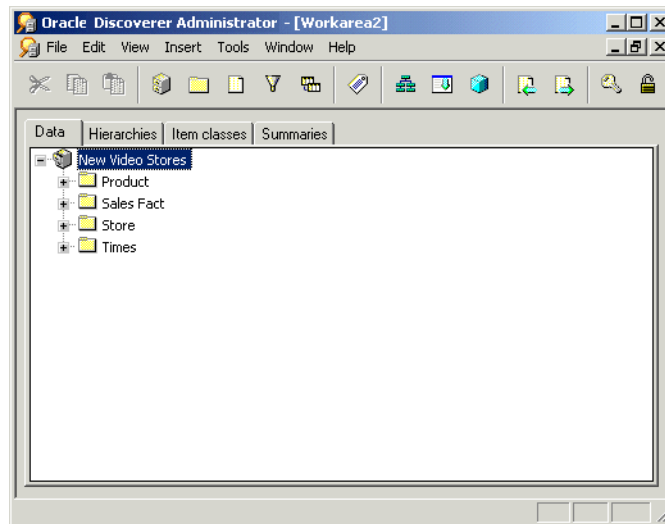 Oracle Discoverer Administrator - [Workarea2]
File Edit View Insert Tools Window Help
Data Hierarchies Item classes Summaries
New Video Stores
Product
Sales Fact
Store
Times